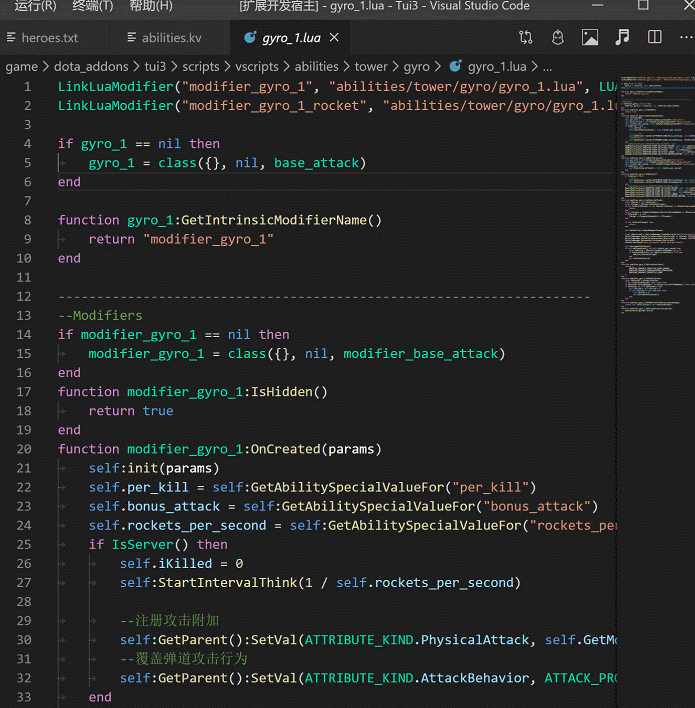 运行(R) 终端(T) 帮助(H) [扩展开发宿主] - gyro_1.lua - Tui3 - Visual Studio Code
heroes.txt abilities.kv gyro_1.lua
game > dota_addons > tui3 > scripts > vscripts > abilities > tower > gyro > gyro_1.lua > ...
1 LinkLuaModifier("modifier_gyro_1", "abilities/tower/gyro/gyro_1.lua", LUA
2 LinkLuaModifier("modifier_gyro_1_rocket", "abilities/tower/gyro/gyro_1.lu
3
4 if gyro_1 == nil then
5 gyro_1 = class({}, nil, base_attack)
6 end
7
8 function gyro_1:GetIntrinsicModifierName()
9 return "modifier_gyro_1"
10 end
11
12 ---------------------------------------------------------------------
13 --Modifiers
14 if modifier_gyro_1 == nil then
15 modifier_gyro_1 = class({}, nil, modifier_base_attack)
16 end
17 function modifier_gyro_1:IsHidden()
18 return true
19 end
20 function modifier_gyro_1:OnCreated(params)
21 self:init(params)
22 self.per_kill = self:GetAbilitySpecialValueFor("per_kill")
23 self.bonus_attack = self:GetAbilitySpecialValueFor("bonus_attack")
24 self.rockets_per_second = self:GetAbilitySpecialValueFor("rockets_per
25 if IsServer() then
26 self.iKilled = 0
27 self:StartIntervalThink(1 / self.rockets_per_second)
28
29 --注册攻击附加
30 self:GetParent():SetVal(ATTRIBUTE_KIND.PhysicalAttack, self.GetMo
31 --覆盖弹道攻击行为
32 self:GetParent():SetVal(ATTRIBUTE_KIND.AttackBehavior, ATTACK_PRO
33 end